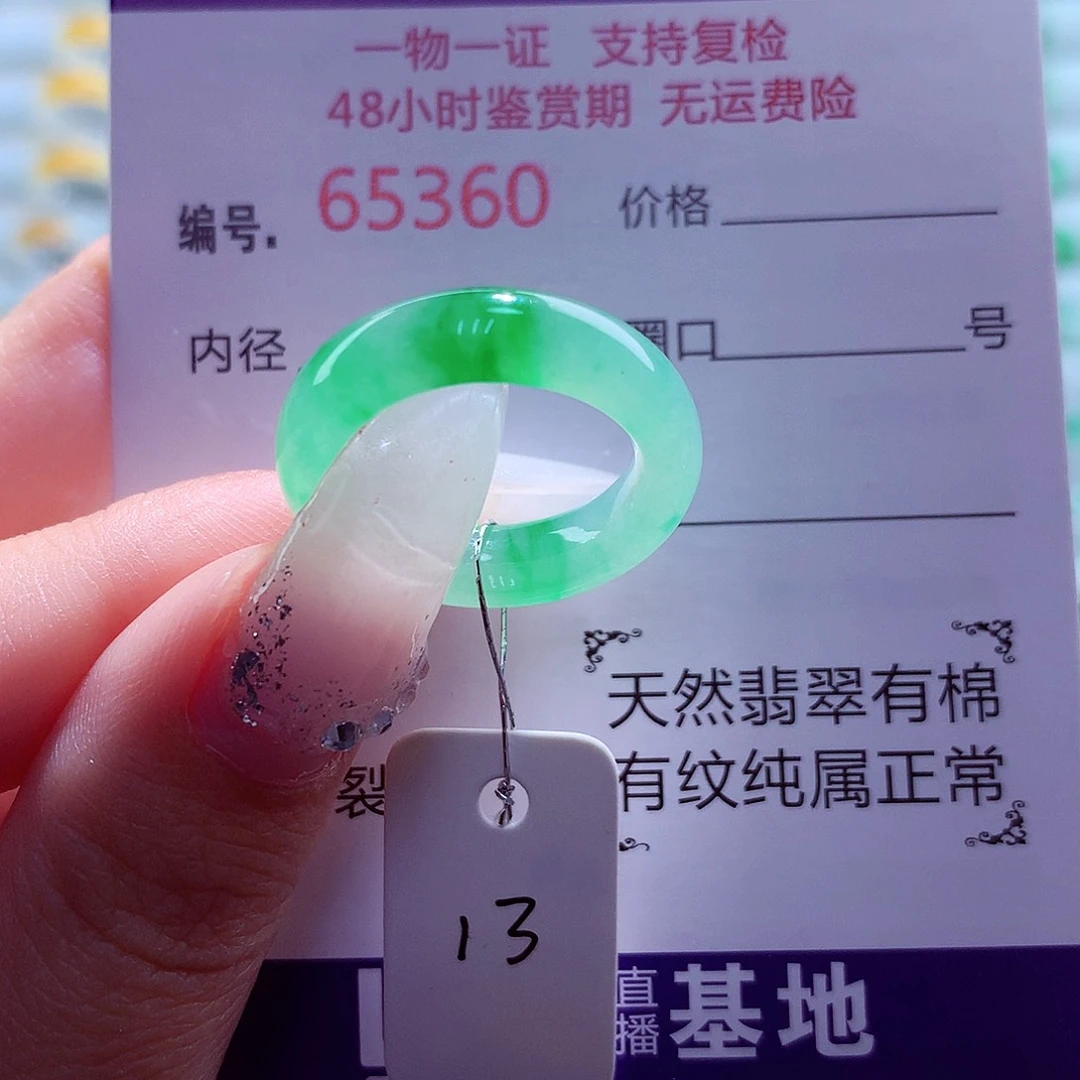 一物一证 支持复检
48小时鉴赏期 无运费险
编号. 65360 价格
内径 圈口 号
天然翡翠有棉
裂 有纹纯属正常
13
直播 基地